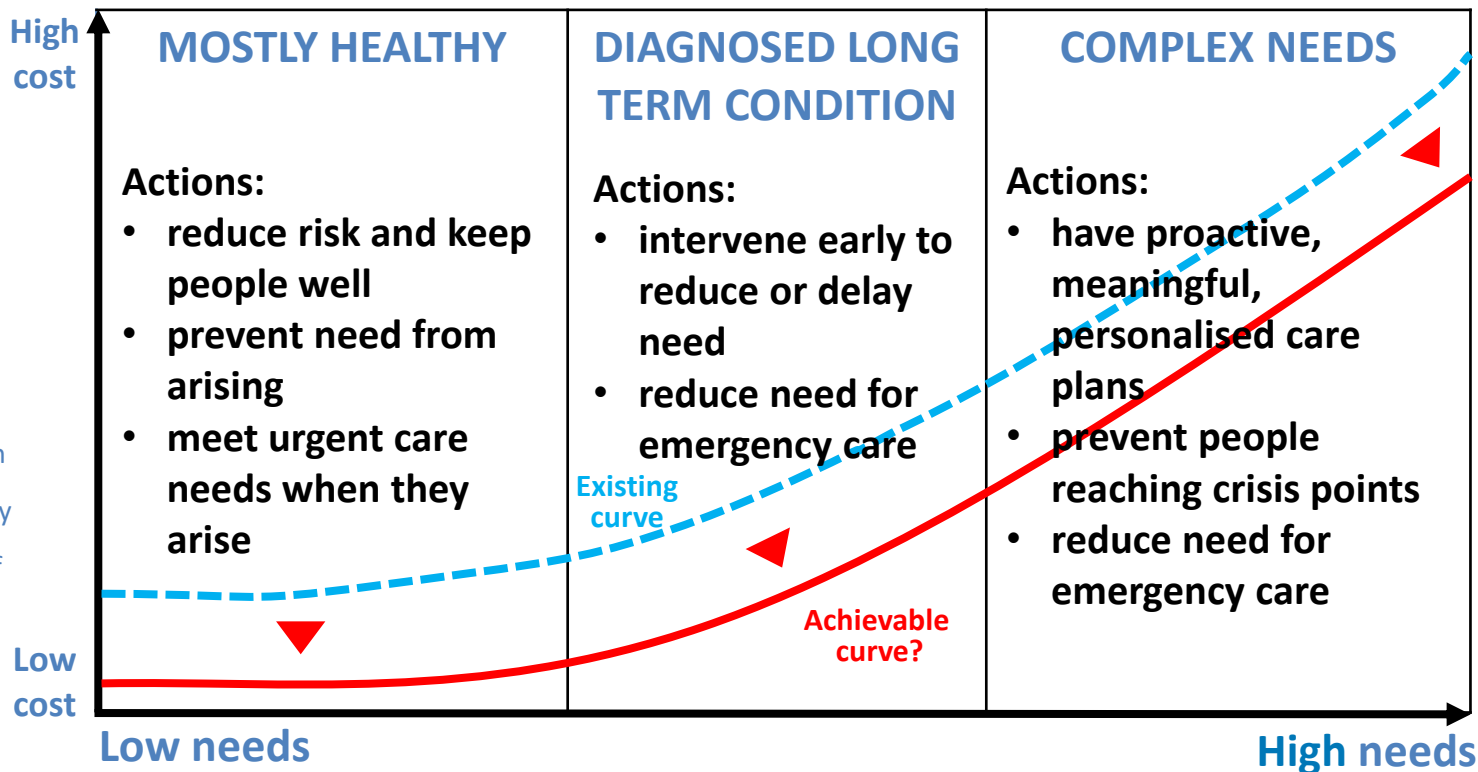 High
cost
MOSTLY HEALTHY
Actions:
• reduce risk and keep
people well
• prevent need from
arising
• meet urgent care
needs when they
arise
DIAGNOSED LONG
TERM CONDITION
Actions:
• intervene early to
reduce or delay
need
• reduce need for
emergency care
COMPLEX NEEDS
Actions:
• have proactive,
meaningful,
personalised care
plans
• prevent people
reaching crisis points
• reduce need for
emergency care
Existing
curve
Achievable
curve?
Low
cost
Low needs
High needs